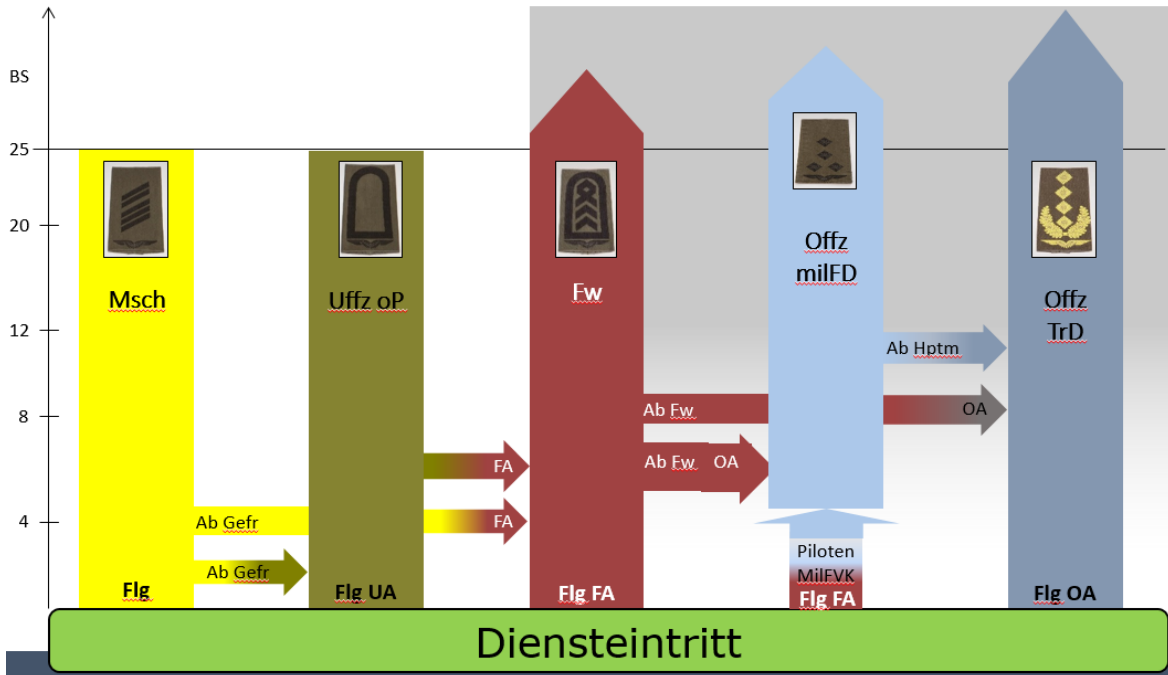 BS
25
20
12
8
4
Msch
Flg
Uffz oP
Flg UA
Fw
Flg FA
Offz
milFD
Piloten
MilFVK
Flg FA
Offz
TrD
Flg OA
Ab Hptm
Ab Fw
OA
Ab Fw OA
FA
Ab Gefr
FA
Ab Gefr
Diensteintritt